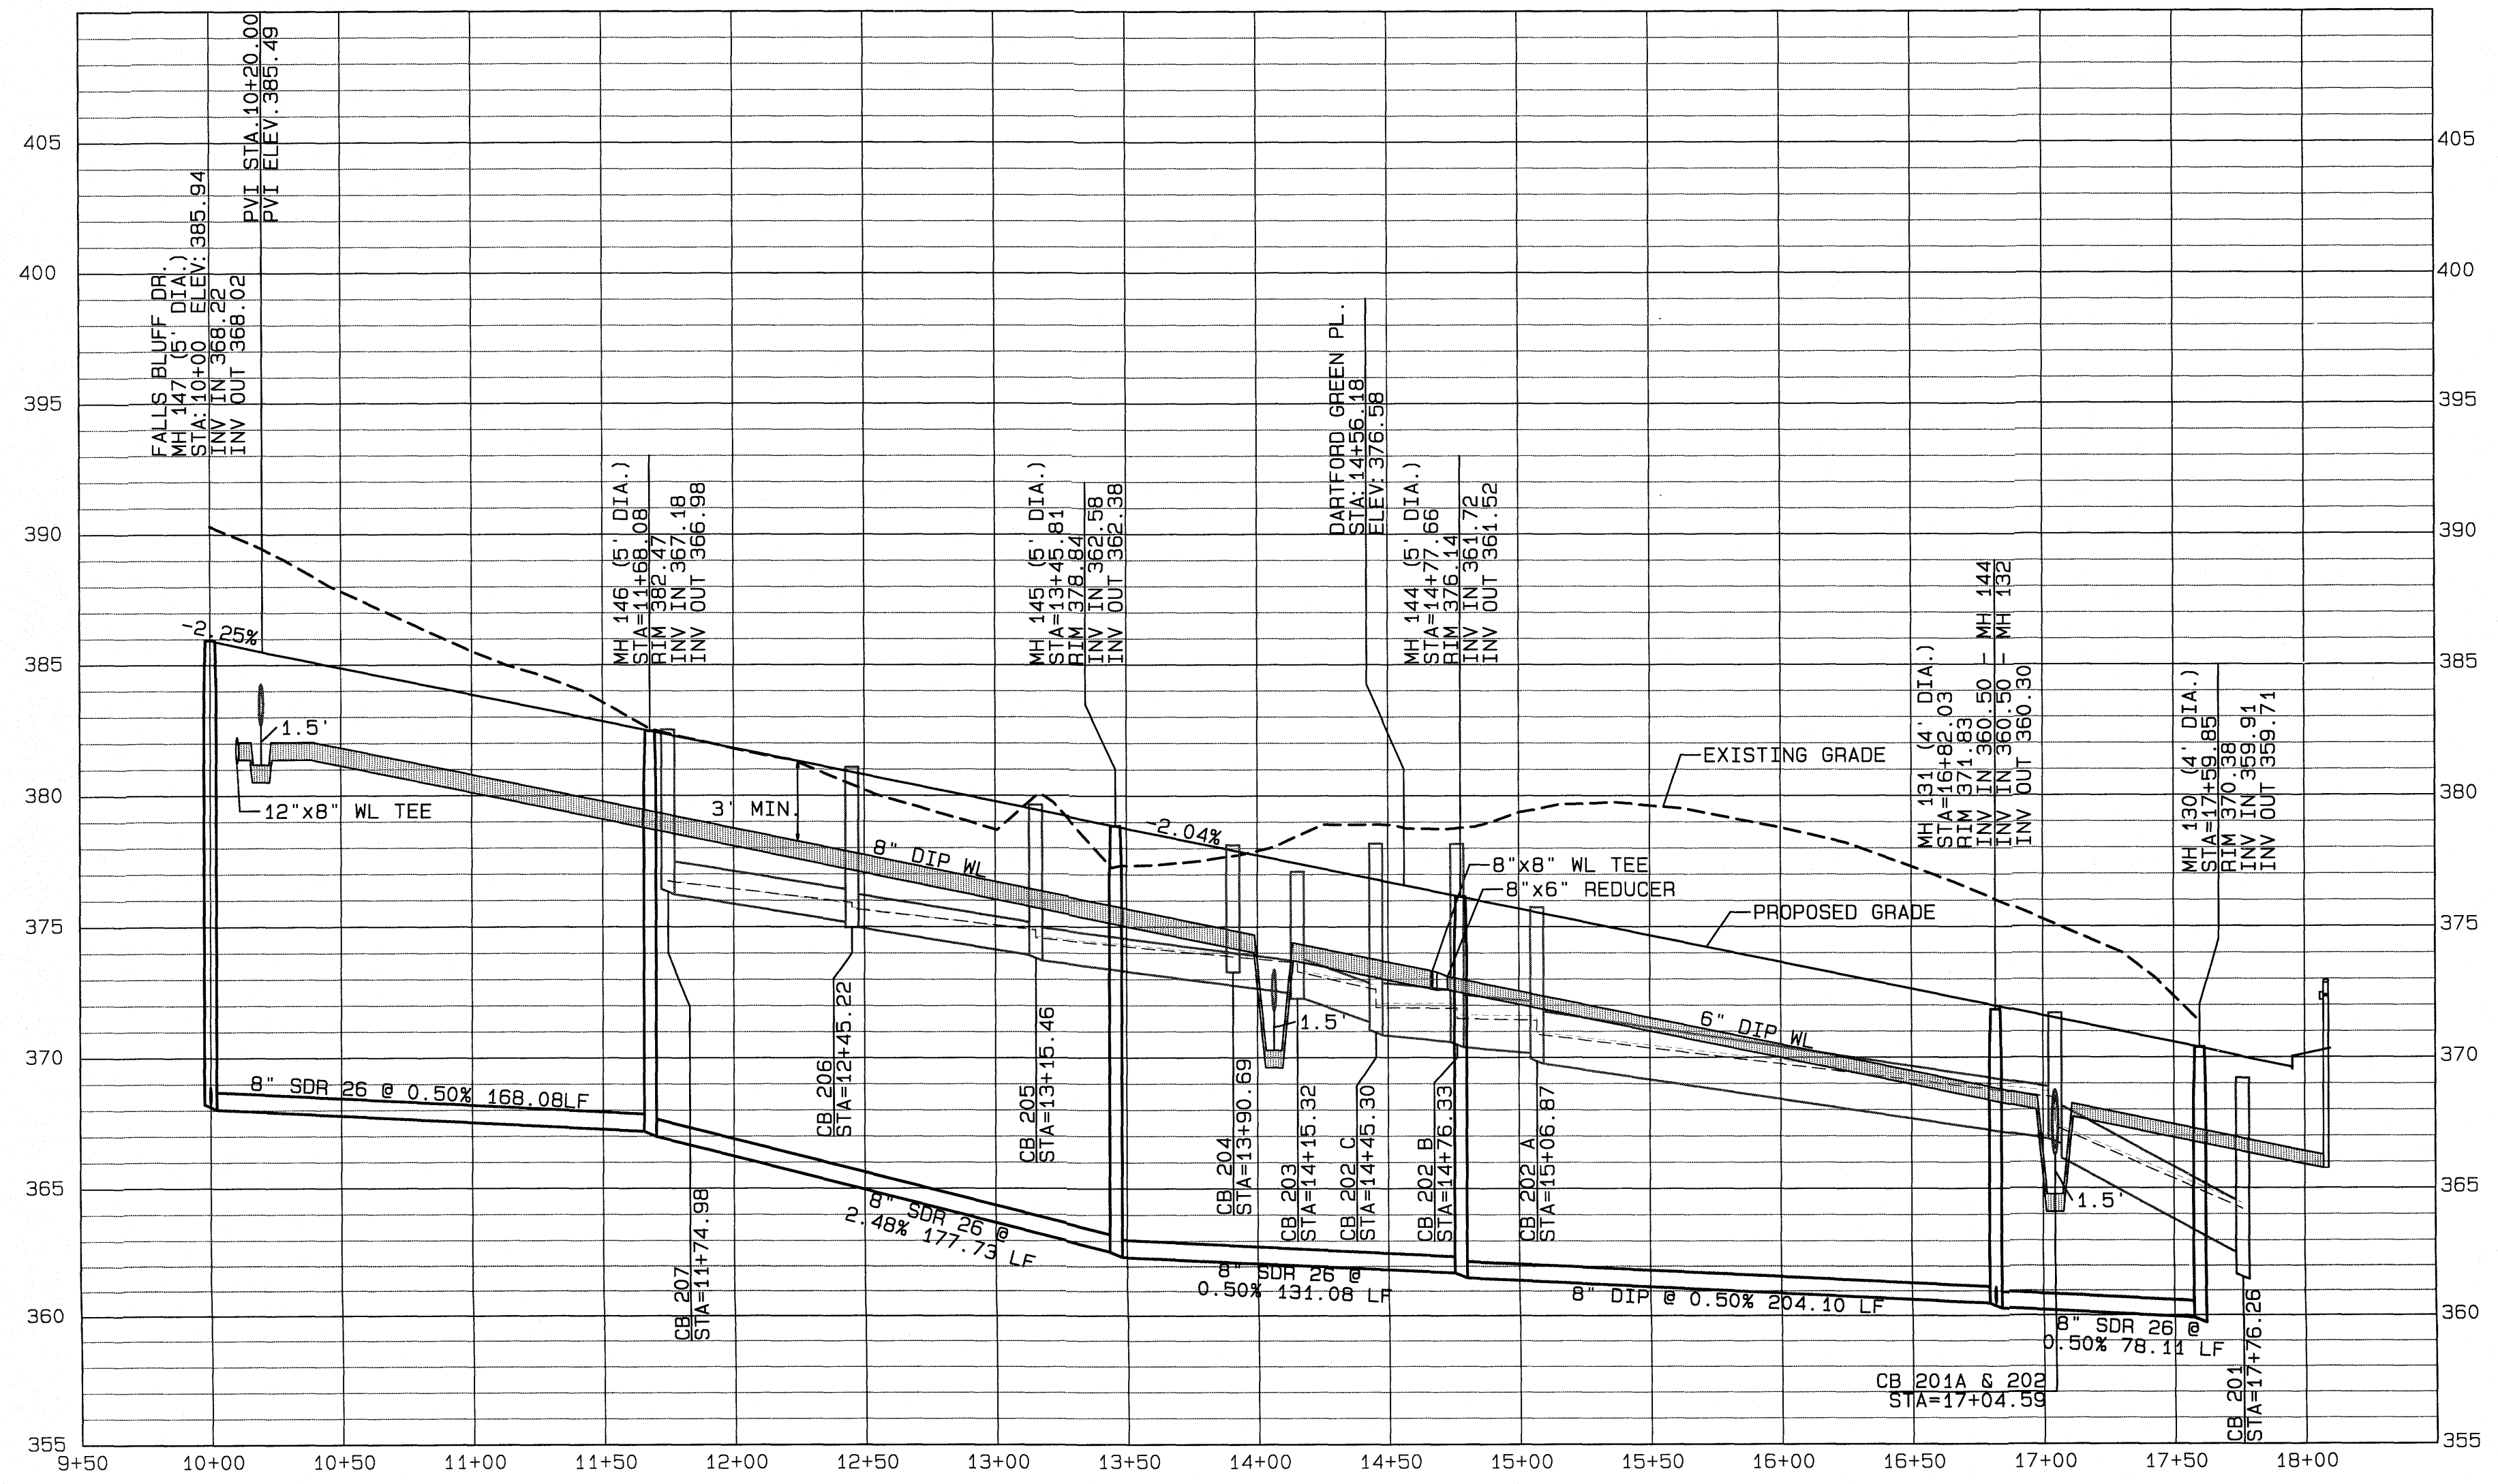 PVI STA.10+20.00
PVI ELEV.385.49
FALLS BLUFF DR.
MH 147 (5' DIA.)
STA: 10+00 ELEV: 385.94
INV IN 368.22
INV OUT 368.02
-2.25%
1.5'
12"x8" WL TEE
MH 146 (5' DIA.)
STA=11+68.08
RIM 382.47
INV IN 367.18
INV OUT 366.98
3' MIN.
8" DIP WL
MH 145 (5' DIA.)
STA=13+45.81
RIM 378.84
INV IN 362.58
INV OUT 362.38
-2.04%
DARTFORD GREEN PL.
STA: 14+56.18
ELEV: 376.58
MH 144 (5' DIA.)
STA=14+77.66
RIM 376.14
INV IN 361.72
INV OUT 361.52
8"x8" WL TEE
8"x6" REDUCER
EXISTING GRADE
PROPOSED GRADE
6" DIP WL
MH 131 (4' DIA.)
STA=16+82.03
RIM 371.83
INV IN 360.50 - MH 144
INV IN 360.50 - MH 132
INV OUT 360.30
MH 130 (4' DIA.)
STA=17+59.85
RIM 370.38
INV IN 359.91
INV OUT 359.71
1.5'
1.5'
8" SDR 26 @ 0.50% 168.08LF
8" SDR 26 @
2.48% 177.73 LF
8" SDR 26 @
0.50% 131.08 LF
8" DIP @ 0.50% 204.10 LF
8" SDR 26 @
0.50% 78.11 LF
CB 207
STA=11+74.98
CB 206
STA=12+45.22
CB 205
STA=13+15.46
CB 204
STA=13+90.69
CB 203
STA=14+15.32
CB 202 C
STA=14+45.30
CB 202 B
STA=14+76.33
CB 202 A
STA=15+06.87
CB 201A & 202
STA=17+04.59
CB 201
STA=17+76.26
405
400
395
390
385
380
375
370
365
360
355
405
400
395
390
385
380
375
370
365
360
355
9+50
10+00
10+50
11+00
11+50
12+00
12+50
13+00
13+50
14+00
14+50
15+00
15+50
16+00
16+50
17+00
17+50
18+00